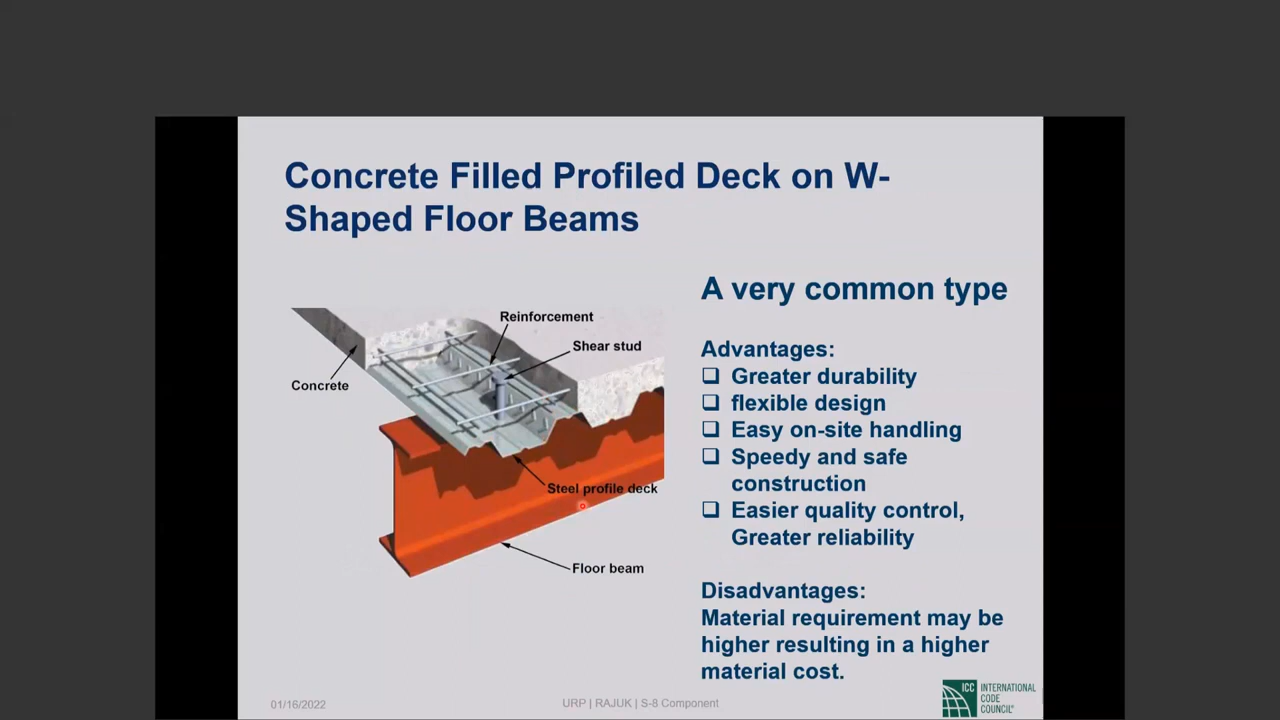 Concrete Filled Profiled Deck on W-
Shaped Floor Beams
A very common type
Reinforcement
Shear stud
Concrete
Steel profile deck
Floor beam
Advantages:
❑ Greater durability
❑ flexible design
❑ Easy on-site handling
❑ Speedy and safe
construction
❑ Easier quality control,
Greater reliability
Disadvantages:
Material requirement may be
higher resulting in a higher
material cost.
01/16/2022
URP | RAJUK | S-8 Component
ICC
INTERNATIONAL
CODE
COUNCIL®